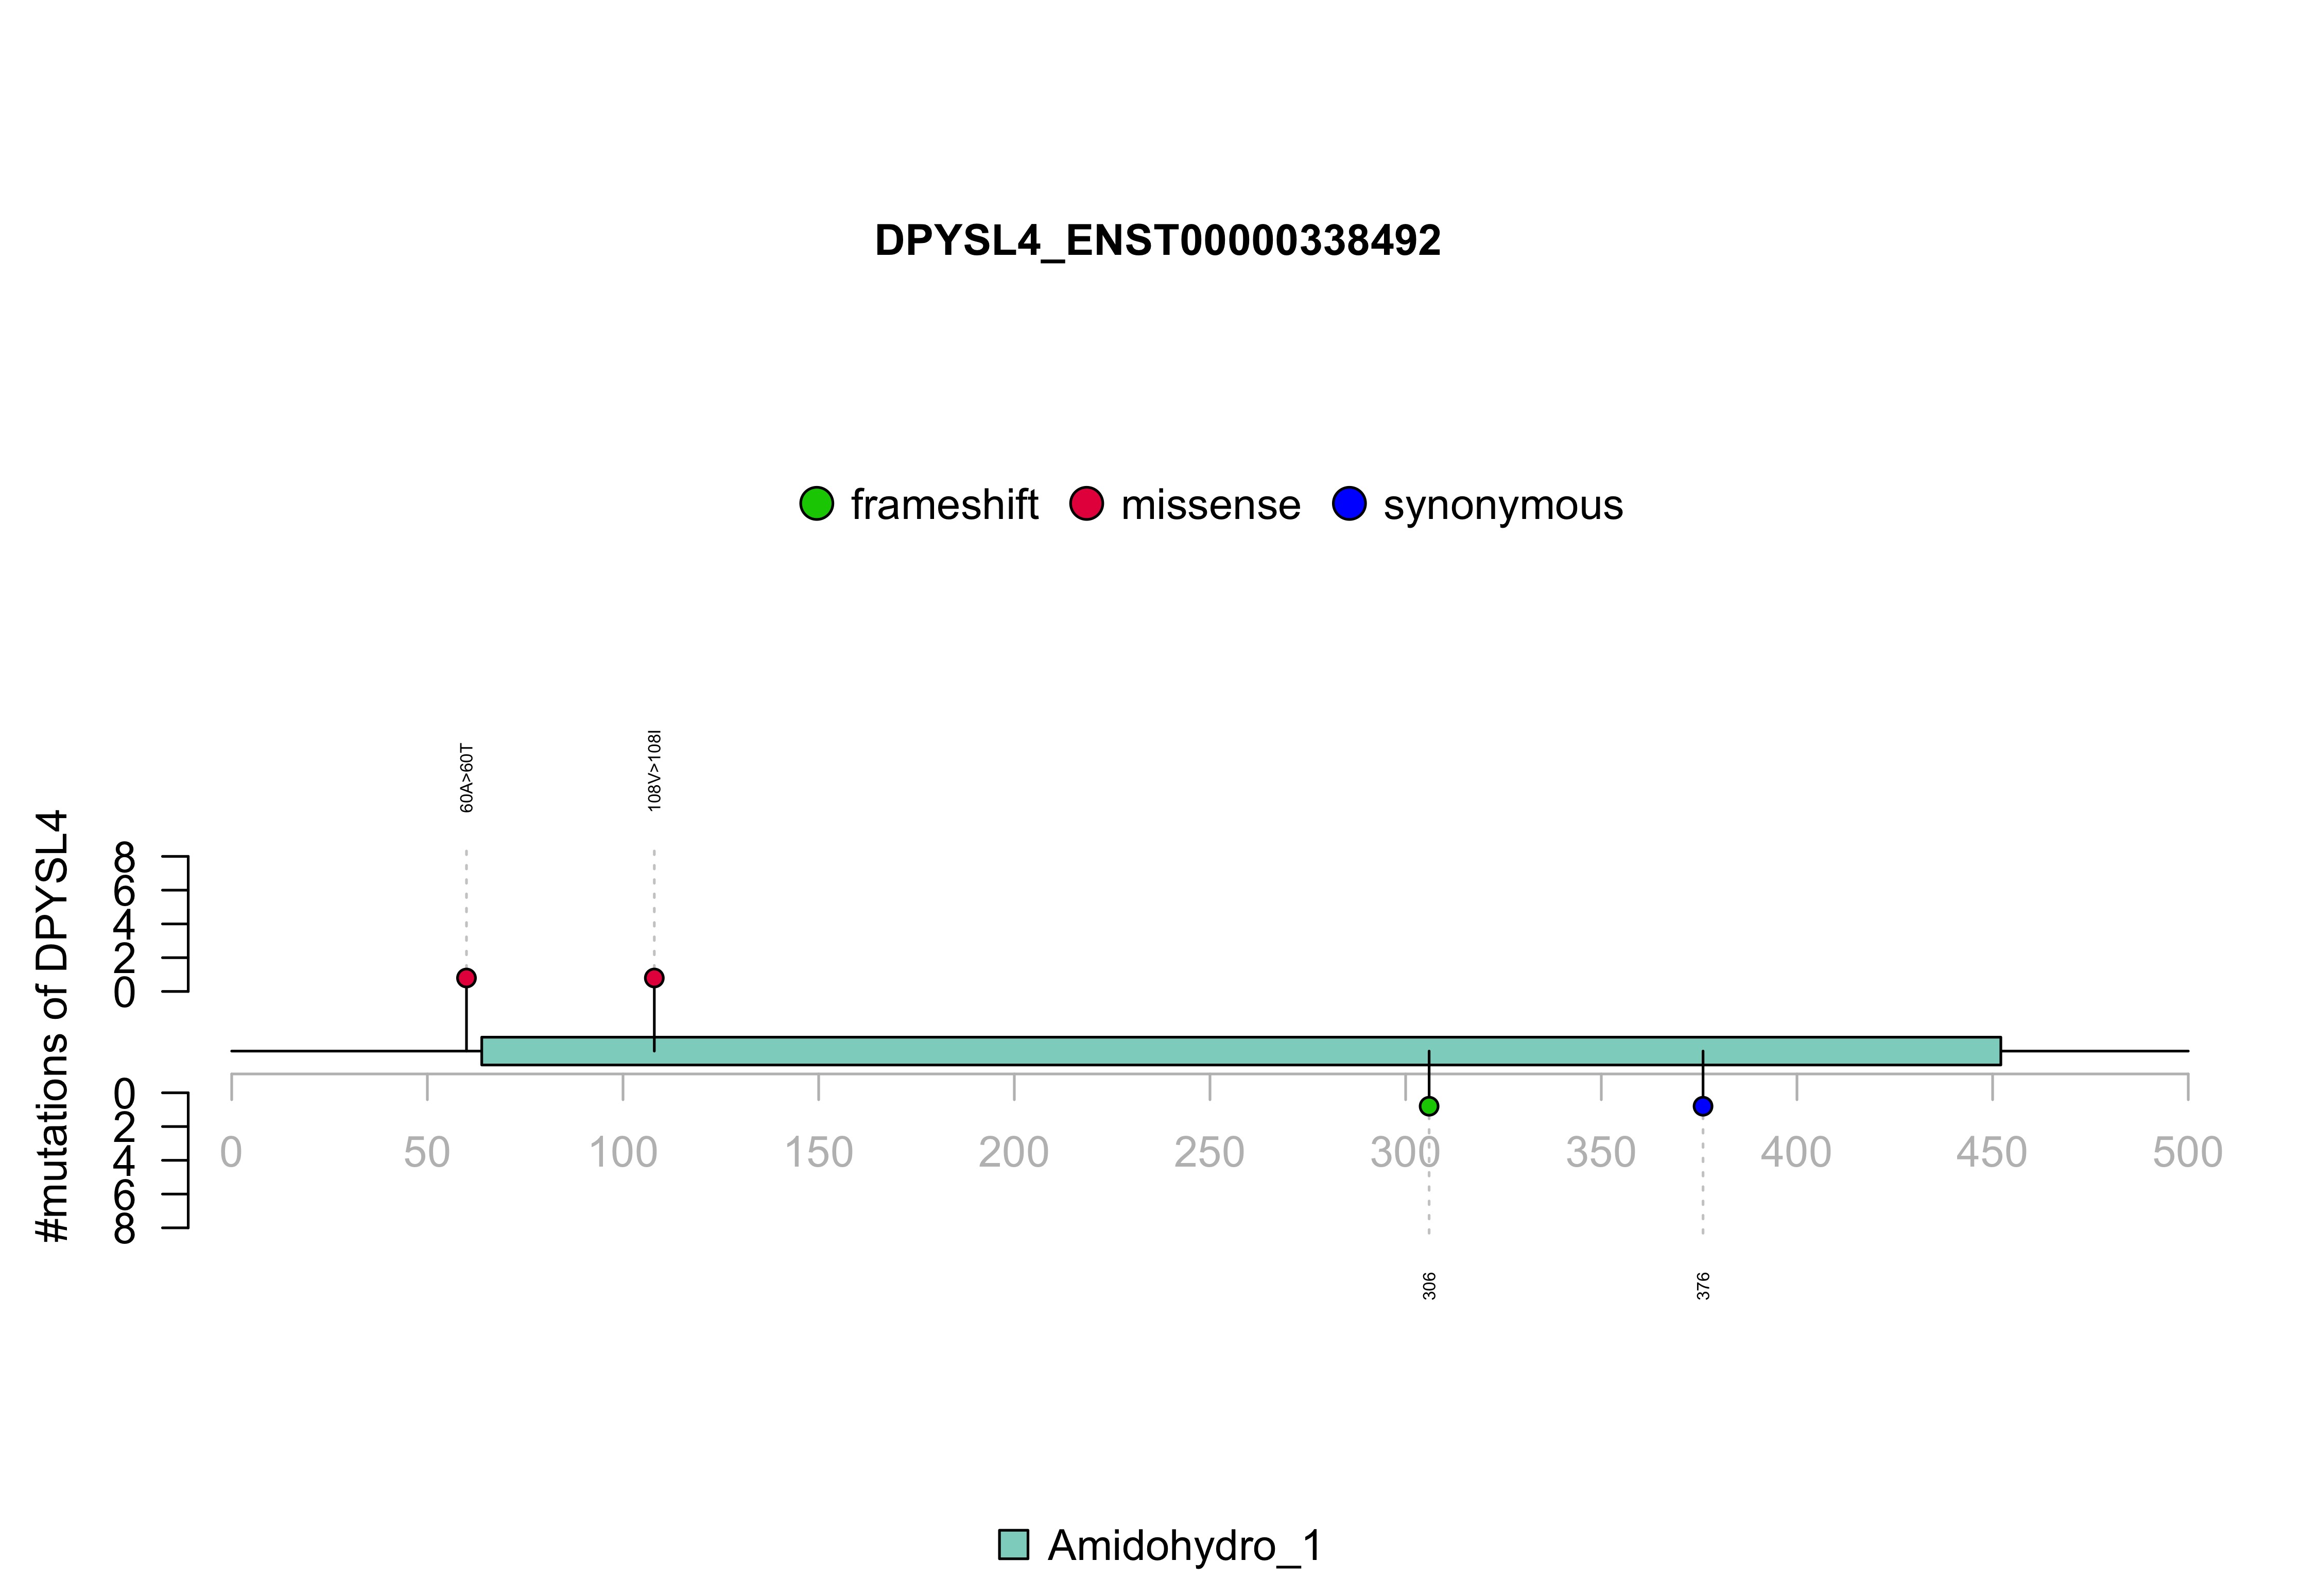 DPYSL4_ENST00000338492
frameshift missense synonymous
60A>60T 108V>108I
#mutations of DPYSL4
8
6
4
2
0
0
2
4
6
8
0 50 100 150 200 250 300 350 400 450 500
306 376
Amidohydro_1